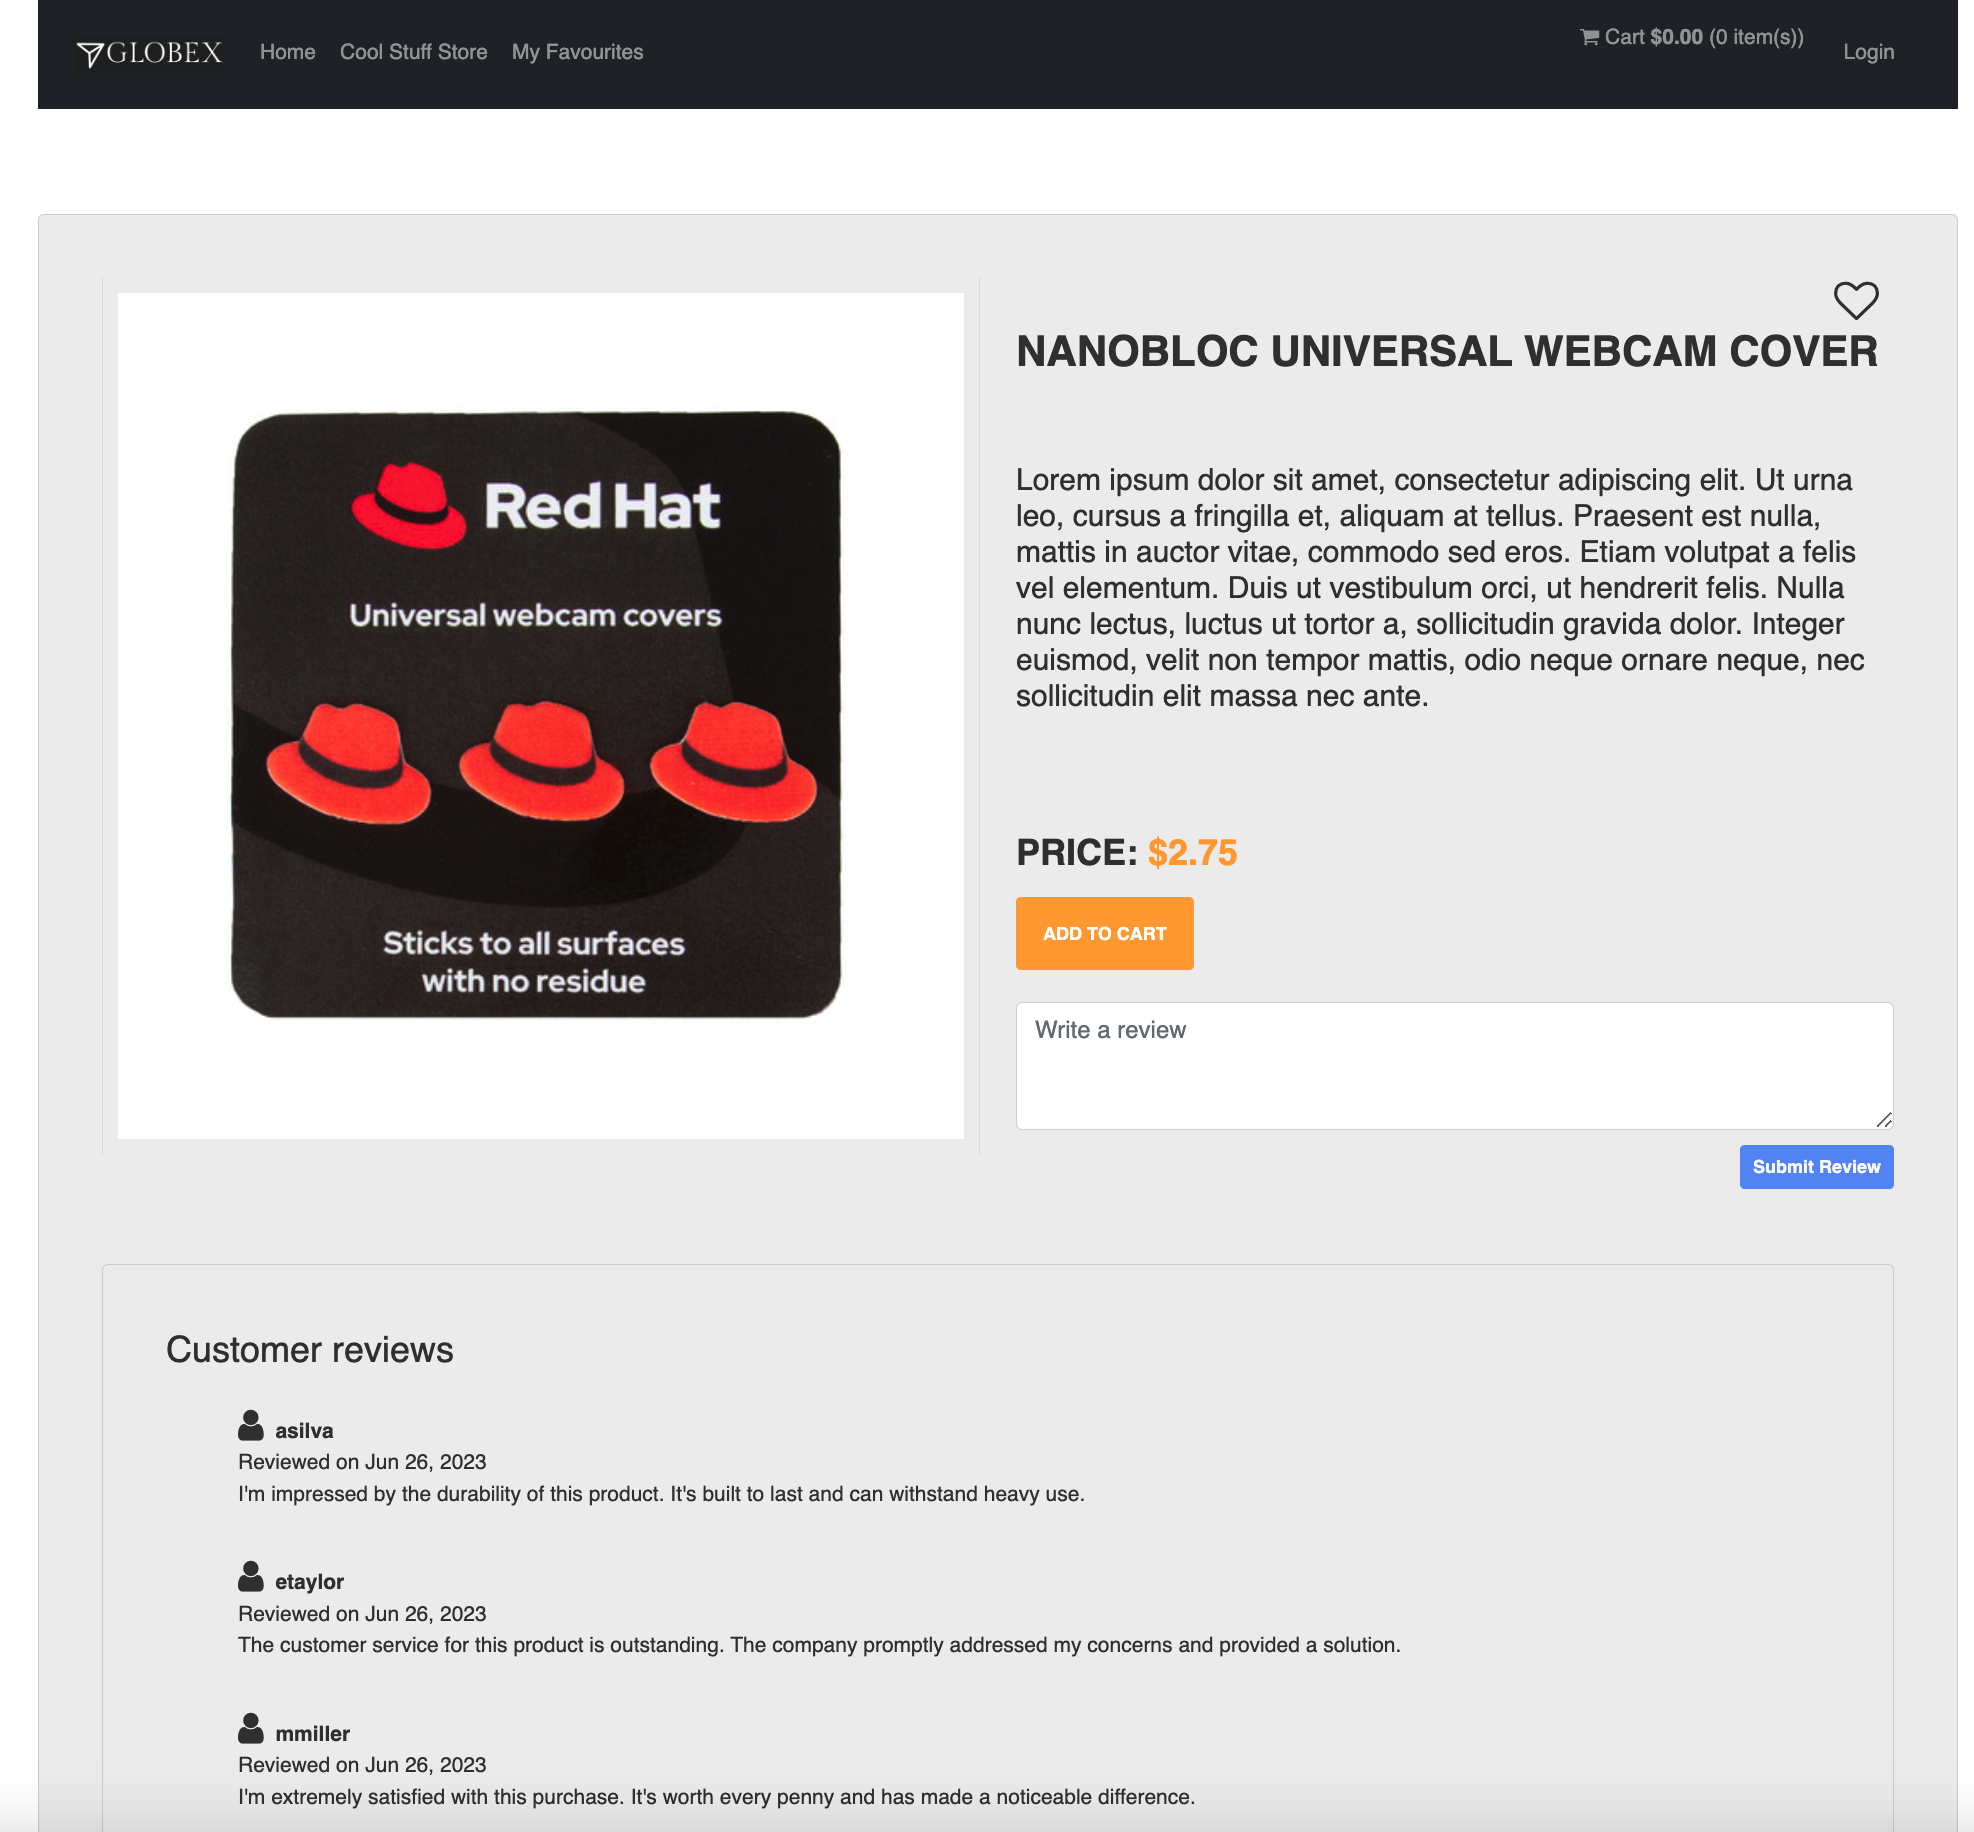 GLOBEX
Home
Cool Stuff Store
My Favourites
Cart $0.00 (0 item(s))
Login
Red Hat
Universal webcam covers
Sticks to all surfaces
with no residue
NANOBLOC UNIVERSAL WEBCAM COVER
Lorem ipsum dolor sit amet, consectetur adipiscing elit. Ut urna
leo, cursus a fringilla et, aliquam at tellus. Praesent est nulla,
mattis in auctor vitae, commodo sed eros. Etiam volutpat a felis
vel elementum. Duis ut vestibulum orci, ut hendrerit felis. Nulla
nunc lectus, luctus ut tortor a, sollicitudin gravida dolor. Integer
euismod, velit non tempor mattis, odio neque ornare neque, nec
sollicitudin elit massa nec ante.
PRICE: $2.75
ADD TO CART
Write a review
Submit Review
Customer reviews
asilva
Reviewed on Jun 26, 2023
I'm impressed by the durability of this product. It's built to last and can withstand heavy use.
etaylor
Reviewed on Jun 26, 2023
The customer service for this product is outstanding. The company promptly addressed my concerns and provided a solution.
mmiller
Reviewed on Jun 26, 2023
I'm extremely satisfied with this purchase. It's worth every penny and has made a noticeable difference.